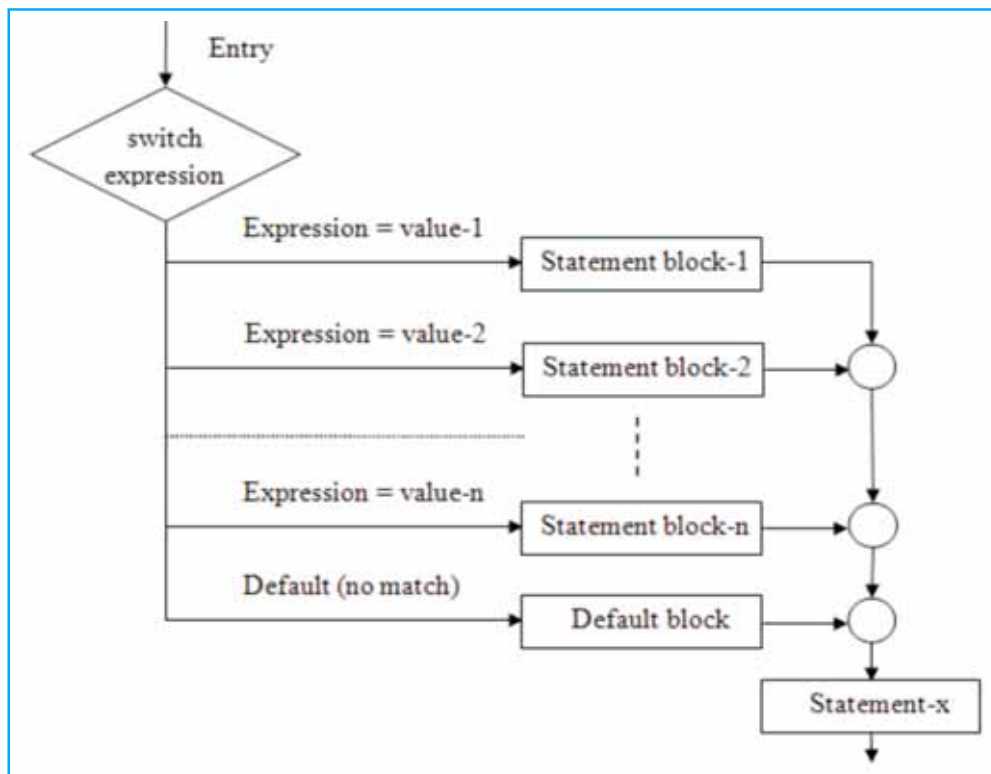 Entry
switch
expression
Expression = value-1
Statement block-1
Expression = value-2
Statement block-2
Expression = value-n
Statement block-n
Default (no match)
Default block
Statement-x